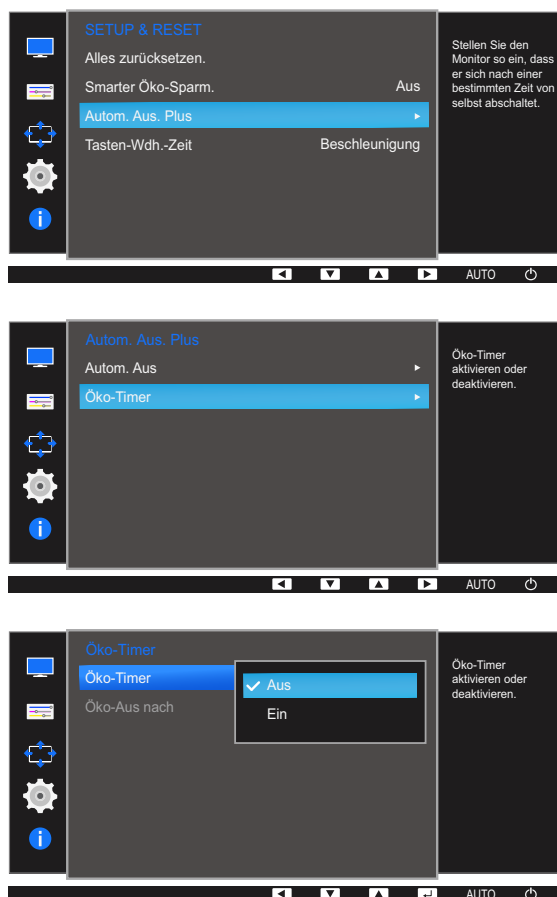 SETUP & RESET
Alles zurücksetzen.
Smarter Öko-Sparm. Aus
Autom. Aus. Plus
Tasten-Wdh.-Zeit Beschleunigung
Stellen Sie den
Monitor so ein, dass
er sich nach einer
bestimmten Zeit von
selbst abschaltet.
AUTO
Autom. Aus. Plus
Autom. Aus
Öko-Timer
Öko-Timer
aktivieren oder
deaktivieren.
AUTO
Öko-Timer
Öko-Timer
Öko-Aus nach
Aus
Ein
Öko-Timer
aktivieren oder
deaktivieren.
AUTO